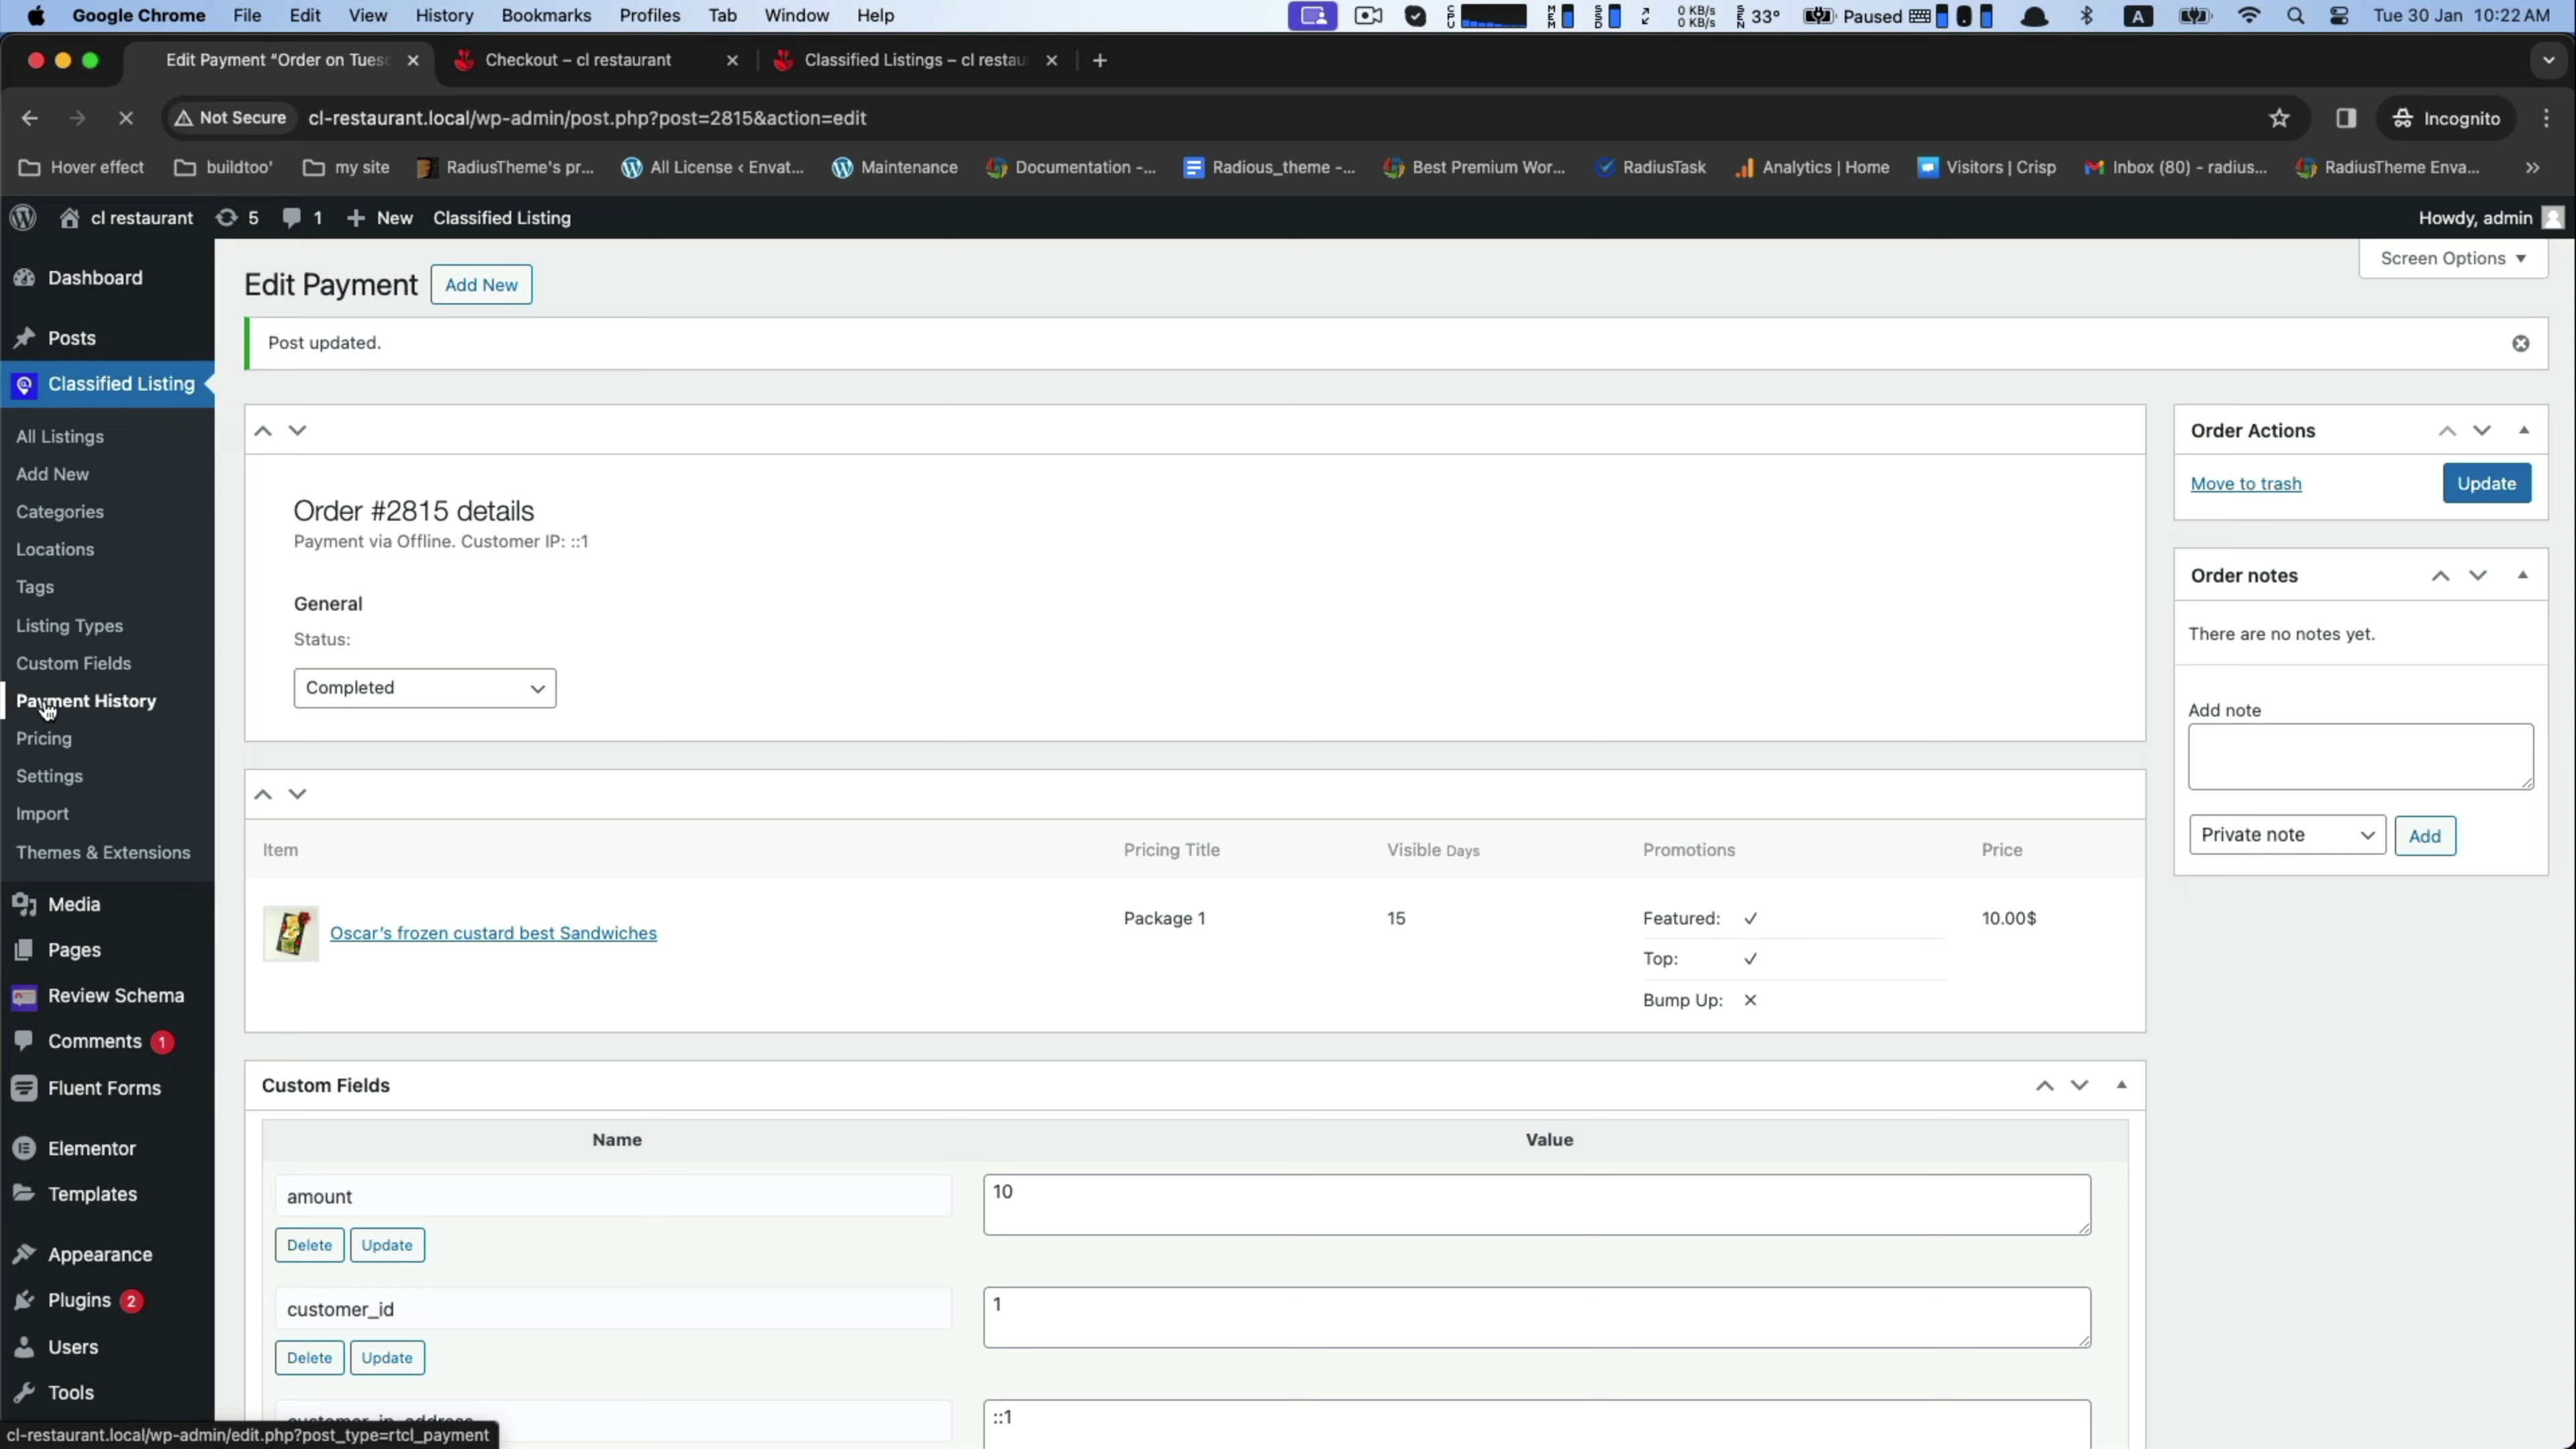 Google Chrome File Edit View History Bookmarks Profiles Tab Window Help
CPU MEM SSD 0 KB/s 0 KB/s SEN 33° Paused A Tue 30 Jan 10:22 AM
Edit Payment “Order on Tues Checkout – cl restaurant Classified Listings – cl restau
Not Secure cl-restaurant.local/wp-admin/post.php?post=2815&action=edit Incognito
Hover effect buildtoo' my site RadiusTheme's pr... All License ‹ Envat... Maintenance Documentation -... Radious_theme -... Best Premium Wor... RadiusTask Analytics | Home Visitors | Crisp Inbox (80) - radius... RadiusTheme Enva... »
cl restaurant 5 1 + New Classified Listing Howdy, admin
Screen Options
Dashboard
Posts
Classified Listing
All Listings
Add New
Categories
Locations
Tags
Listing Types
Custom Fields
Payment History
Pricing
Settings
Import
Themes & Extensions
Media
Pages
Review Schema
Comments 1
Fluent Forms
Elementor
Templates
Appearance
Plugins 2
Users
Tools
Edit Payment Add New
Post updated.
Order #2815 details
Payment via Offline. Customer IP: ::1
General
Status:
Completed
Item Pricing Title Visible Days Promotions Price
Oscar's frozen custard best Sandwiches Package 1 15 Featured: ✓ 10.00$
Top: ✓
Bump Up: ✕
Custom Fields
Name Value
amount 10
Delete Update
customer_id 1
Delete Update
customer_ip_address ::1
Order Actions
Move to trash Update
Order notes
There are no notes yet.
Add note
Private note Add
cl-restaurant.local/wp-admin/edit.php?post_type=rtcl_payment